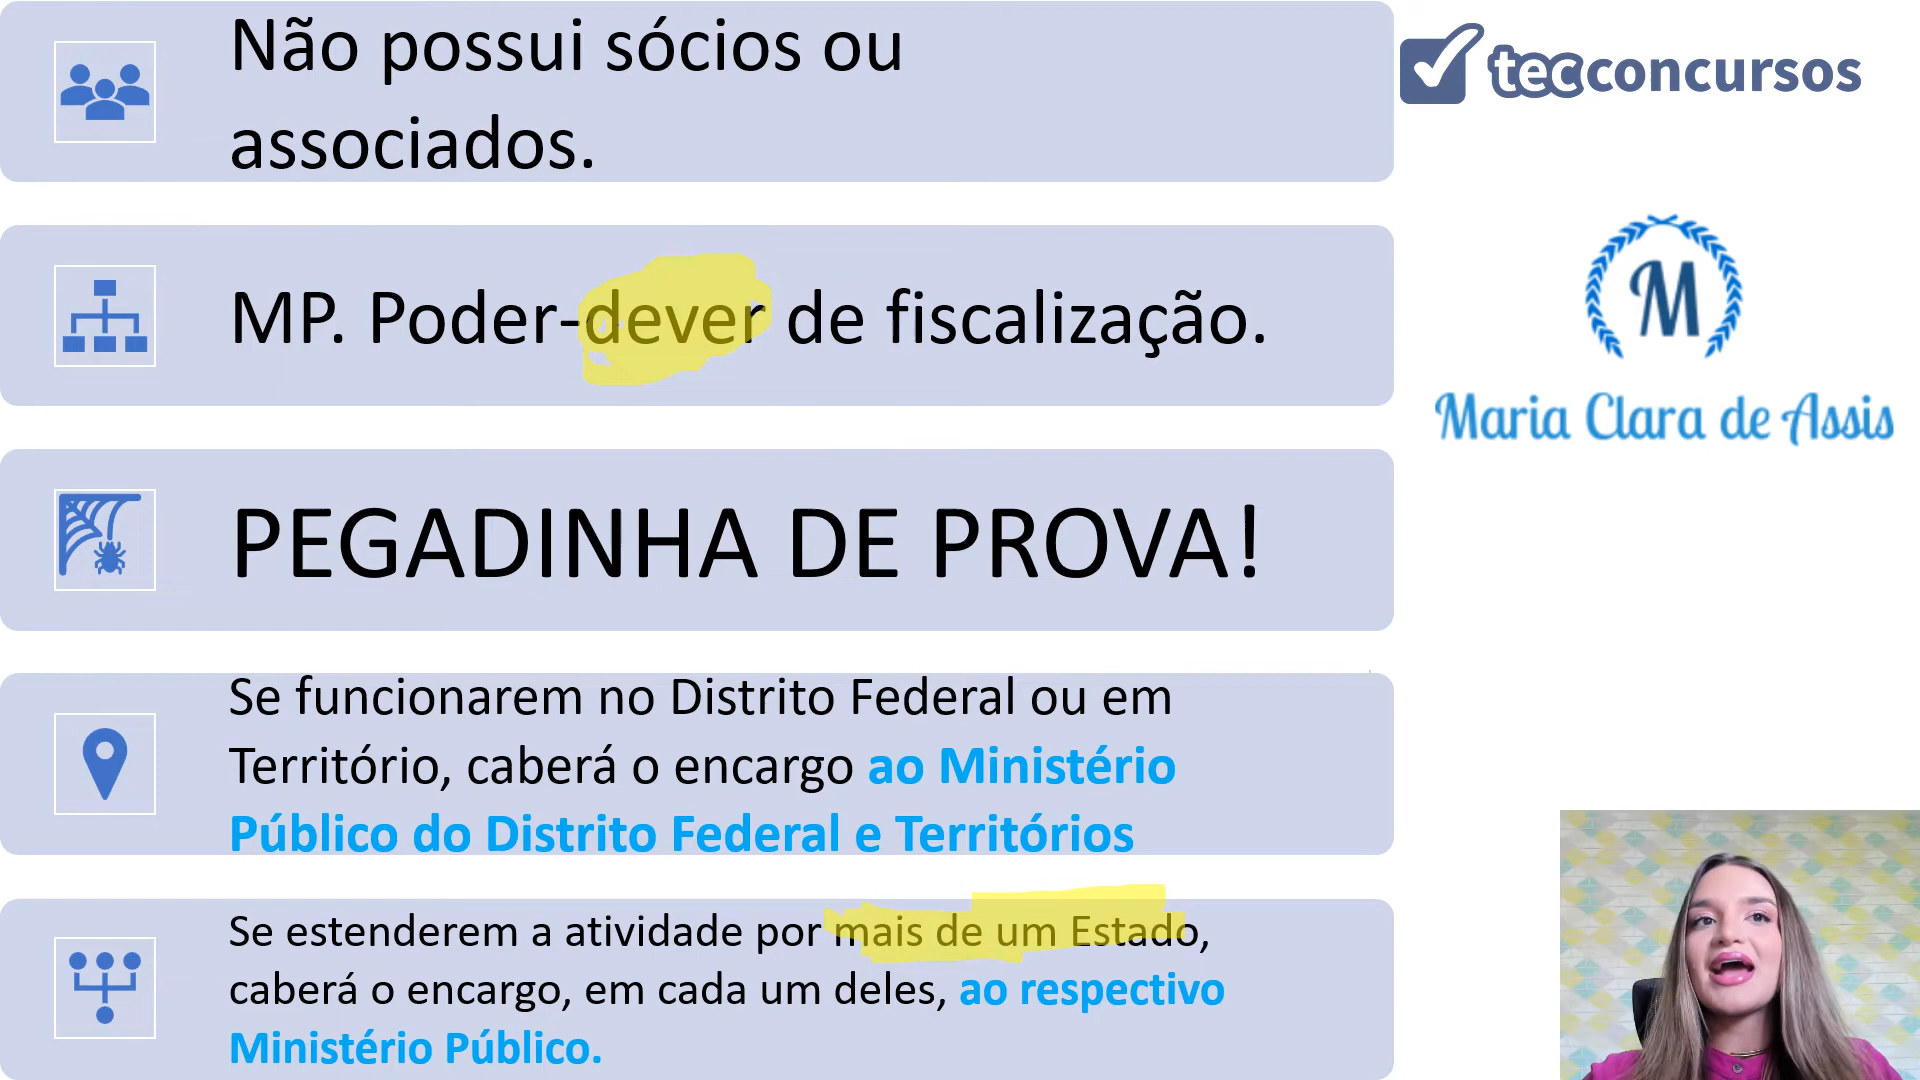 Não possui sócios ou
associados.
MP. Poder-dever de fiscalização.
PEGADINHA DE PROVA!
Se funcionarem no Distrito Federal ou em
Território, caberá o encargo ao Ministério
Público do Distrito Federal e Territórios
Se estenderem a atividade por mais de um Estado,
caberá o encargo, em cada um deles, ao respectivo
Ministério Público.
tecconcursos
M
Maria Clara de Assis